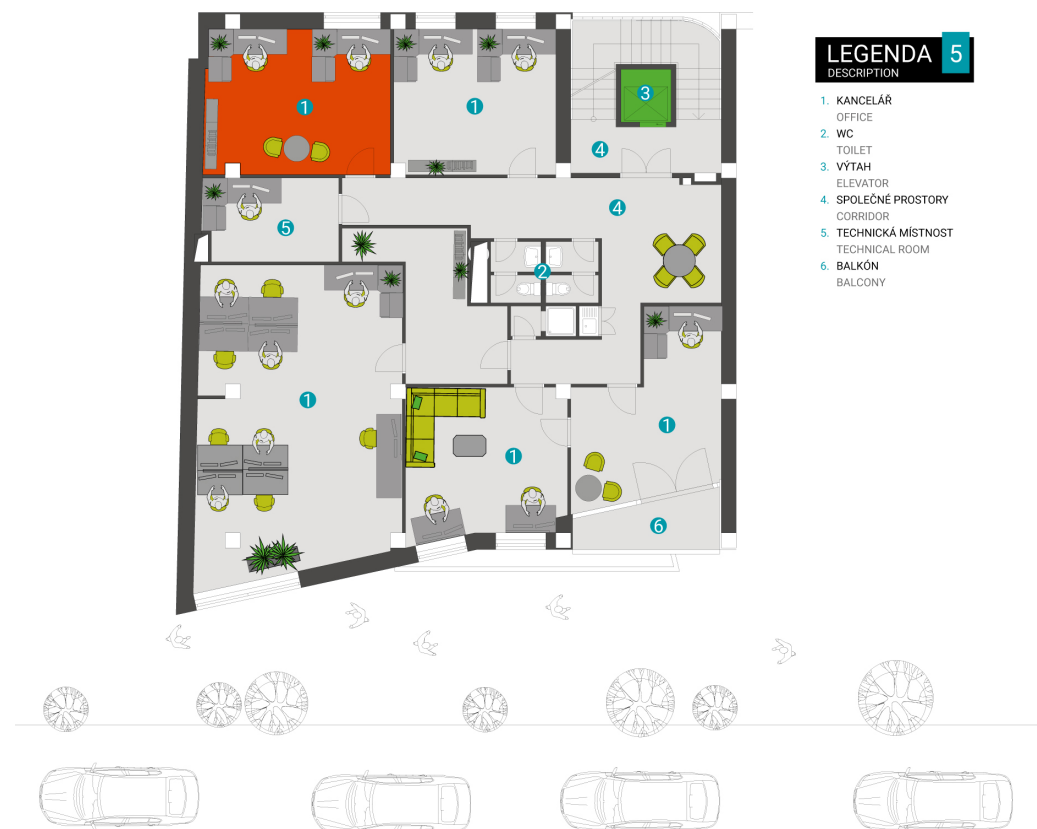 LEGENDA 5
DESCRIPTION
1. KANCELÁŘ
OFFICE
2. WC
TOILET
3. VÝTAH
ELEVATOR
4. SPOLEČNÉ PROSTORY
CORRIDOR
5. TECHNICKÁ MÍSTNOST
TECHNICAL ROOM
6. BALKÓN
BALCONY
1
1
3
4
5
4
2
1
1
1
6